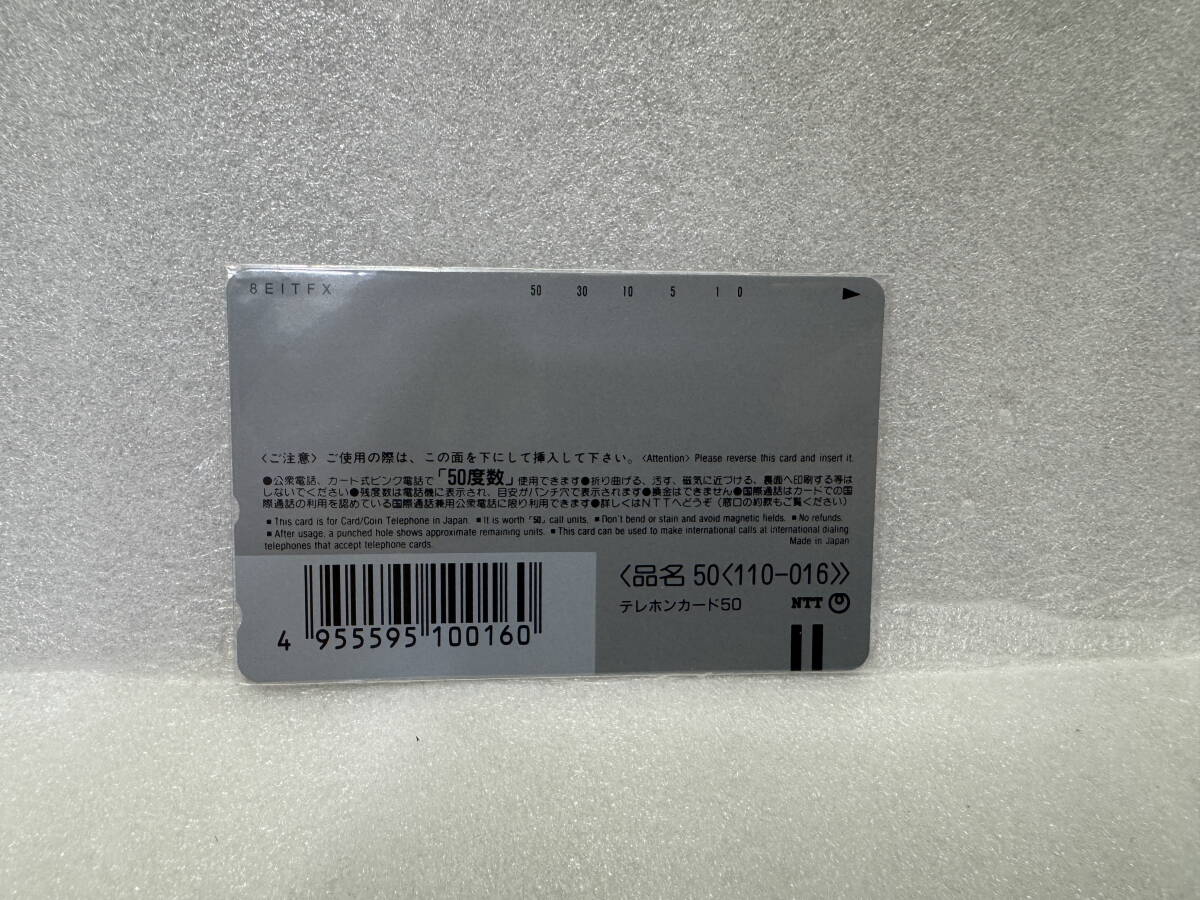 8EITFX 50 30 10 5 1 0
〈ご注意〉ご使用の際は、この面を下にして挿入して下さい。〈Attention〉Please reverse this card and insert it.
●公衆電話、カード式ピンク電話で「50度数」使用できます●折り曲げる、汚す、磁気に近づける、裏面へ印刷する等は
しないでください●残度数は電話機に表示され、目安がパンチ穴で表示されます●換金はできません●国際通話はカードでの国
際通話の利用を認めている国際通話兼用公衆電話に限り利用できます●詳しくはNTTへどうぞ(窓口の約款もご覧ください)
■This card is for Card/Coin Telephone in Japan. ■It is worth「50」call units. ■Don't bend or stain and avoid magnetic fields. ■No refunds.
■After usage, a punched hole shows approximate remaining units. ■This card can be used to make international calls at international dialing
telephones that accept telephone cards. Made in Japan
〈品名 50〈110-016〉〉
テレホンカード50 NTT
4 955595 100160